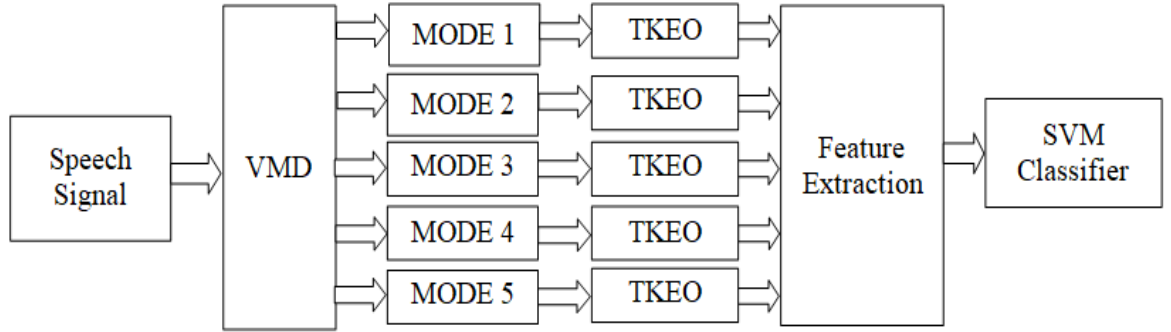 Speech
Signal
VMD
MODE 1
TKEO
MODE 2
TKEO
MODE 3
TKEO
MODE 4
TKEO
MODE 5
TKEO
Feature
Extraction
SVM
Classifier